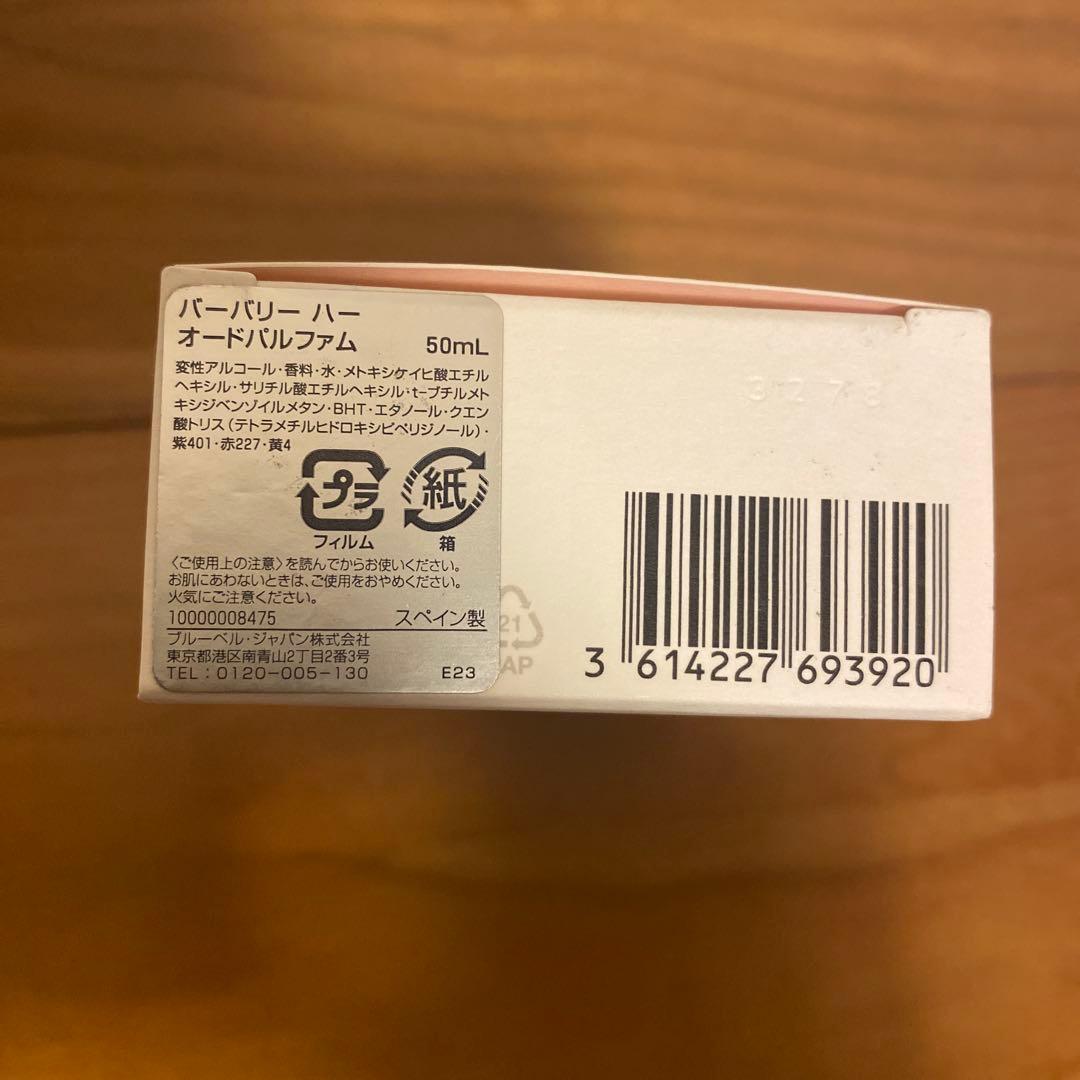 バーバリー ハー
オードパルファム 50mL
変性アルコール・香料・水・メトキシケイヒ酸エチル
ヘキシル・サリチル酸エチルヘキシル・t-ブチルメト
キシジベンゾイルメタン・BHT・エタノール・クエン
酸トリス(テトラメチルヒドロキシピペリジノール)・
紫401・赤227・黄4
プラ 紙
フィルム 箱
〈ご使用上の注意〉を読んでからお使いください。
お肌にあわないときは、ご使用をおやめください。
火気にご注意ください。
10000008475 スペイン製
ブルーベル・ジャパン株式会社
東京都港区南青山2丁目2番3号
TEL:0120-005-130 E23
21
AP
3 614227 693920